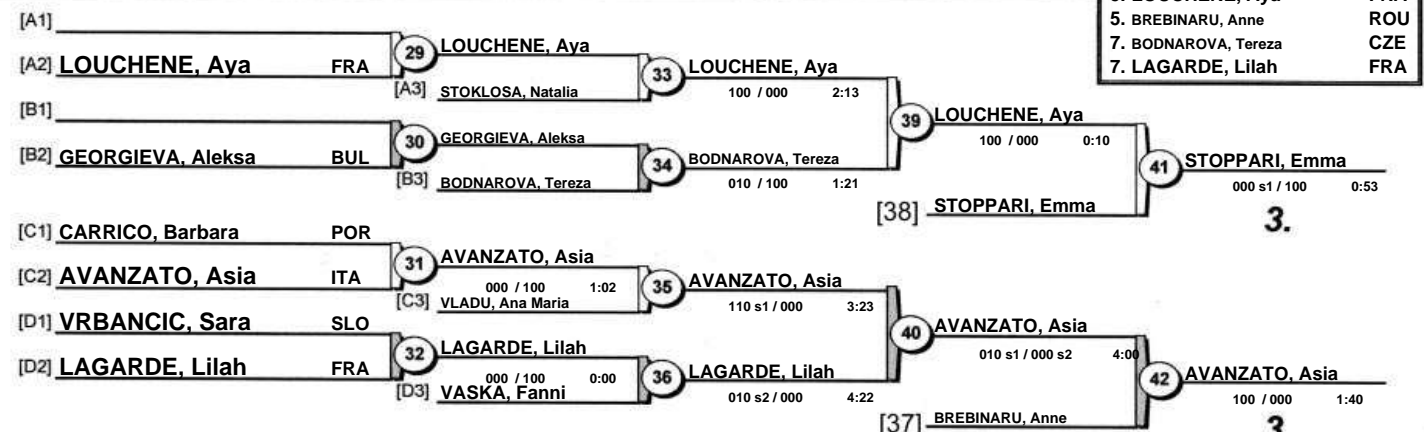 5. BREBINARU, Anne ROU
7. BODNAROVA, Tereza CZE
7. LAGARDE, Lilah FRA
[A1]
[A2] LOUCHENE, Aya FRA
29 LOUCHENE, Aya
[A3] STOKLOSA, Natalia
33 LOUCHENE, Aya
100 / 000 2:13
[B1]
[B2] GEORGIEVA, Aleksa BUL
30 GEORGIEVA, Aleksa
[B3] BODNAROVA, Tereza
34 BODNAROVA, Tereza
010 / 100 1:21
39 LOUCHENE, Aya
100 / 000 0:10
[38] STOPPARI, Emma
41 STOPPARI, Emma
000 s1 / 100 0:53
3.
[C1] CARRICO, Barbara POR
[C2] AVANZATO, Asia ITA
31 AVANZATO, Asia
000 / 100 1:02
[C3] VLADU, Ana Maria
35 AVANZATO, Asia
110 s1 / 000 3:23
[D1] VRBANCIC, Sara SLO
[D2] LAGARDE, Lilah FRA
32 LAGARDE, Lilah
000 / 100 0:00
[D3] VASKA, Fanni
36 LAGARDE, Lilah
010 s2 / 000 4:22
40 AVANZATO, Asia
010 s1 / 000 s2 4:00
[37] BREBINARU, Anne
42 AVANZATO, Asia
100 / 000 1:40
3